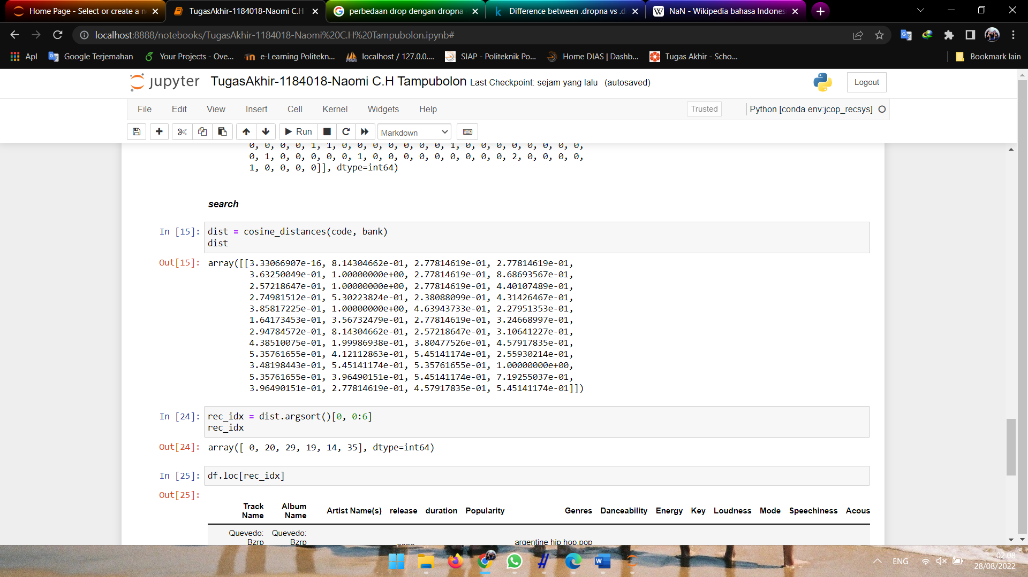 Home Page - Select or create a n
TugasAkhir-1184018-Naomi C.H
perbedaan drop dengan dropna
Difference between .dropna vs .d
NaN - Wikipedia bahasa Indones
localhost:8888/notebooks/TugasAkhir-1184018-Naomi%20C.H%20Tampubolon.ipynb#
Apl
Google Terjemahan
Your Projects - Ove...
e-Learning Politekn...
localhost / 127.0.0....
SIAP - Politeknik Po...
Home DIAS | Dashb...
Tugas Akhir - Scho...
Bookmark lain
jupyter TugasAkhir-1184018-Naomi C.H Tampubolon Last Checkpoint: sejam yang lalu (autosaved)
Logout
File Edit View Insert Cell Kernel Widgets Help
Trusted
Python [conda env:jcop_recsys]
Run
Markdown
0, 0, 0, 0, 1, 1, 0, 0, 0, 0, 0, 0, 0, 1, 0, 0, 0, 0, 0, 0, 0, 0,
0, 1, 0, 0, 0, 0, 0, 1, 0, 0, 0, 0, 0, 0, 0, 0, 0, 2, 0, 0, 0, 0,
1, 0, 0, 0, 0]], dtype=int64)
search
In [15]: dist = cosine_distances(code, bank)
dist
Out[15]: array([[3.33066907e-16, 8.14304662e-01, 2.77814619e-01, 2.77814619e-01,
3.63250049e-01, 1.00000000e+00, 2.77814619e-01, 8.68693567e-01,
2.57218647e-01, 1.00000000e+00, 2.77814619e-01, 4.40107489e-01,
2.74981512e-01, 5.30223824e-01, 2.38088099e-01, 4.31426467e-01,
3.85817225e-01, 1.00000000e+00, 4.63943733e-01, 2.27951353e-01,
1.64173453e-01, 3.56732479e-01, 2.77814619e-01, 3.24668997e-01,
2.94784572e-01, 8.14304662e-01, 2.57218647e-01, 3.10641227e-01,
4.38510075e-01, 1.99986938e-01, 3.80477526e-01, 4.57917835e-01,
5.35761655e-01, 4.12112863e-01, 5.45141174e-01, 2.55930214e-01,
3.48198443e-01, 5.45141174e-01, 5.35761655e-01, 1.00000000e+00,
5.35761655e-01, 3.96490151e-01, 5.45141174e-01, 7.19255037e-01,
3.96490151e-01, 2.77814619e-01, 4.57917835e-01, 5.45141174e-01]])
In [24]: rec_idx = dist.argsort()[0, 0:6]
rec_idx
Out[24]: array([ 0, 20, 29, 19, 14, 35], dtype=int64)
In [25]: df.loc[rec_idx]
Out[25]:
Track Name
Album Name
Artist Name(s) release duration Popularity Genres Danceability Energy Key Loudness Mode Speechiness Acous
Quevedo: Quevedo:
Bzrp Bzrp argentine hip hop,pop
ENG
28/08/2022